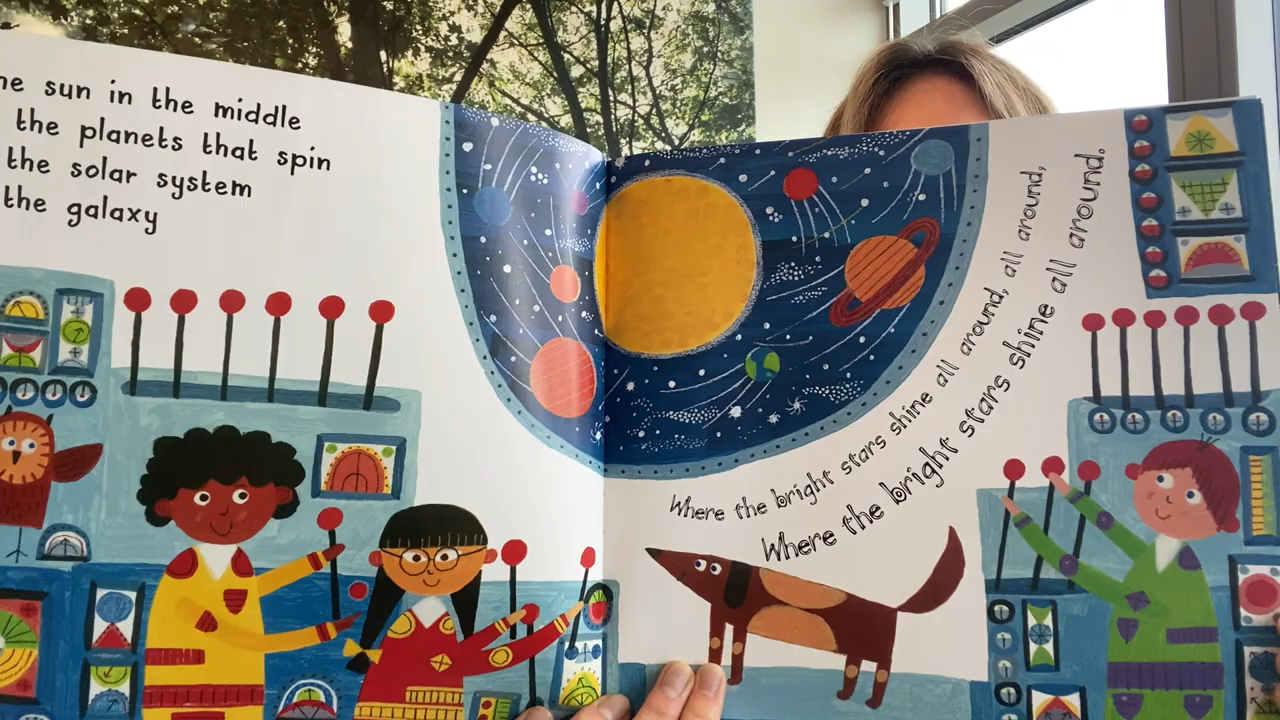 sun in the middle
the planets that spin
the solar system
the galaxy
Where the bright stars shine all around, all around,
Where the bright stars shine all around.